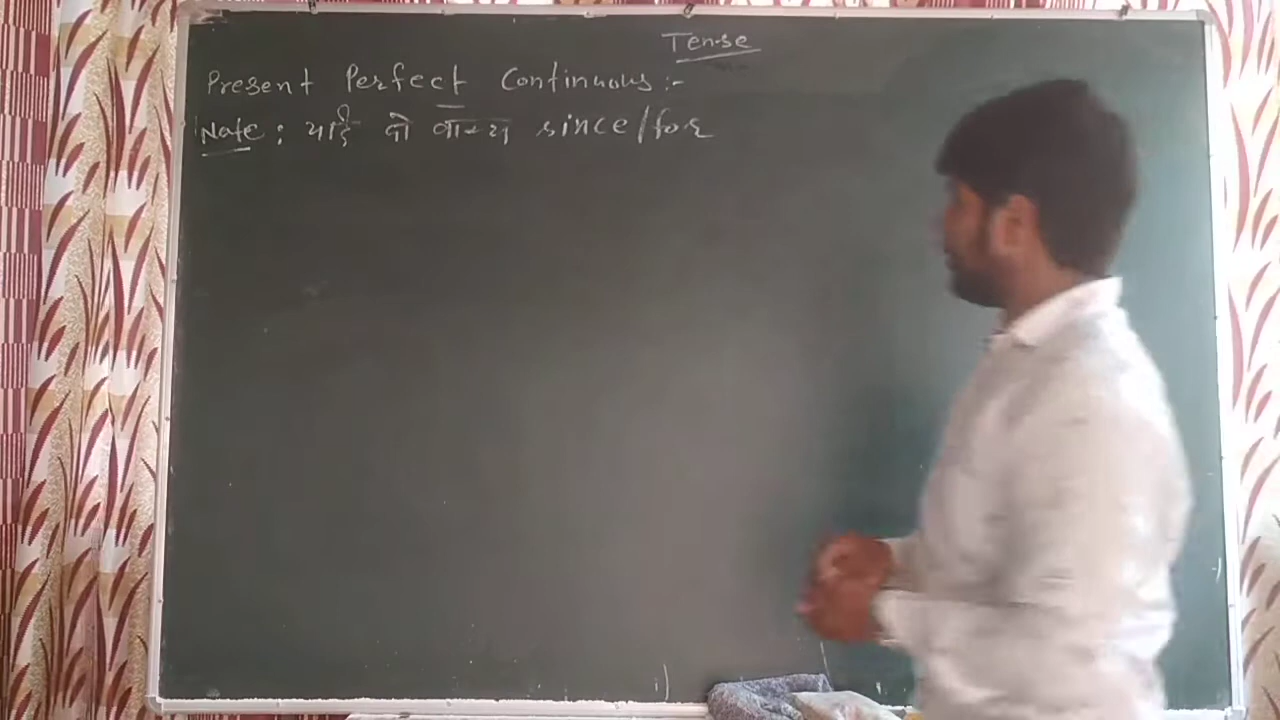 Tense
Present Perfect Continuous :-
Note : यदि दो वाक्य since/for